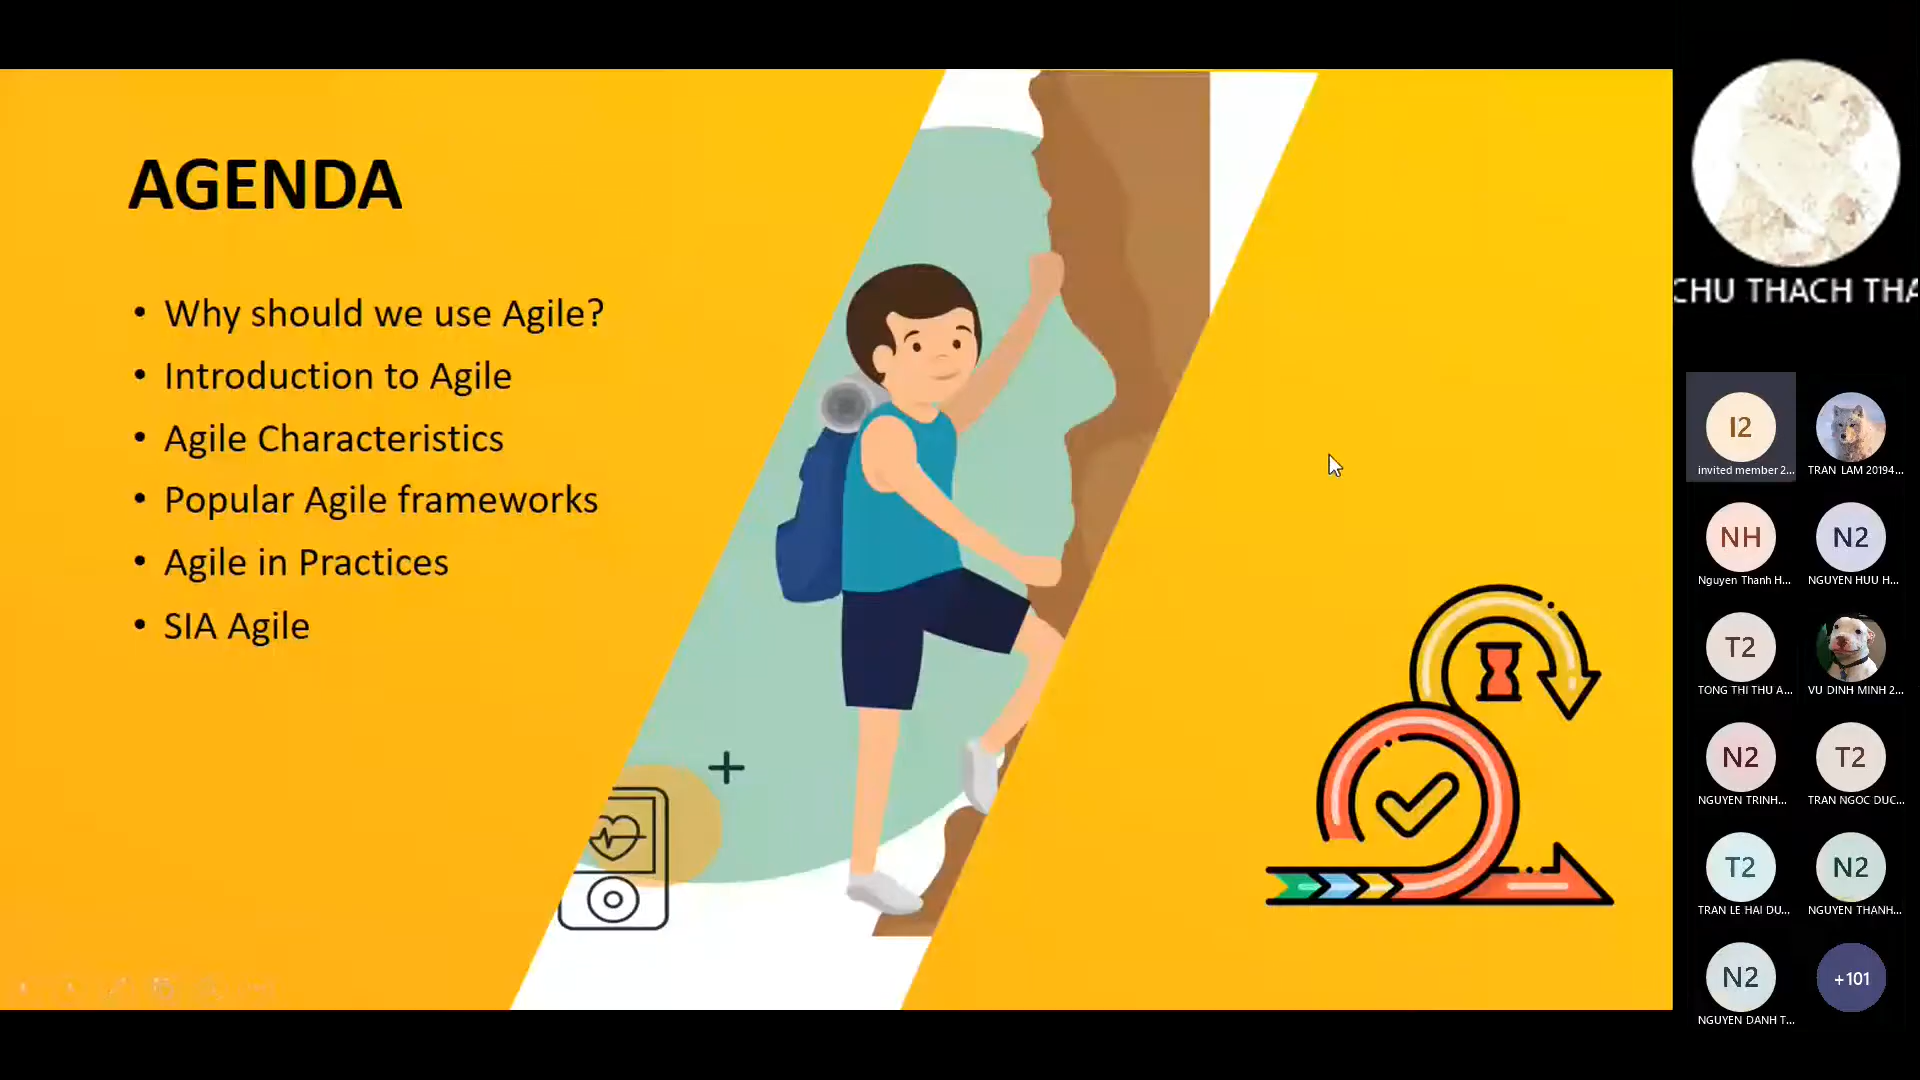 AGENDA
• Why should we use Agile?
• Introduction to Agile
• Agile Characteristics
• Popular Agile frameworks
• Agile in Practices
• SIA Agile
CHU THACH THA
I2
invited member 2...
TRAN LAM 20194...
NH
Nguyen Thanh H...
N2
NGUYEN HUU H...
T2
TONG THI THU A...
VU DINH MINH 2...
N2
NGUYEN TRINH...
T2
TRAN NGOC DUC...
T2
TRAN LE HAI DU...
N2
NGUYEN THANH...
N2
NGUYEN DANH T...
+101